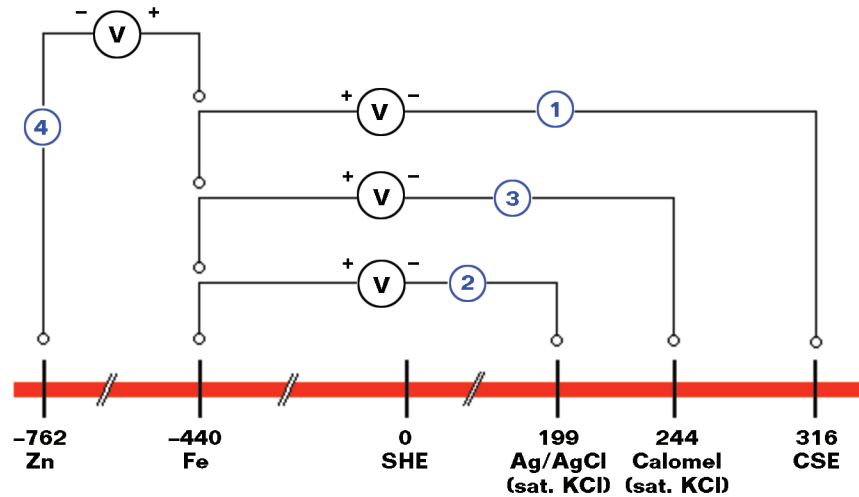 − V +
+ V − 1
4
+ V − 3
+ V − 2
−762 −440 0 199 244 316
Zn Fe SHE Ag/AgCl Calomel CSE
(sat. KCl) (sat. KCl)